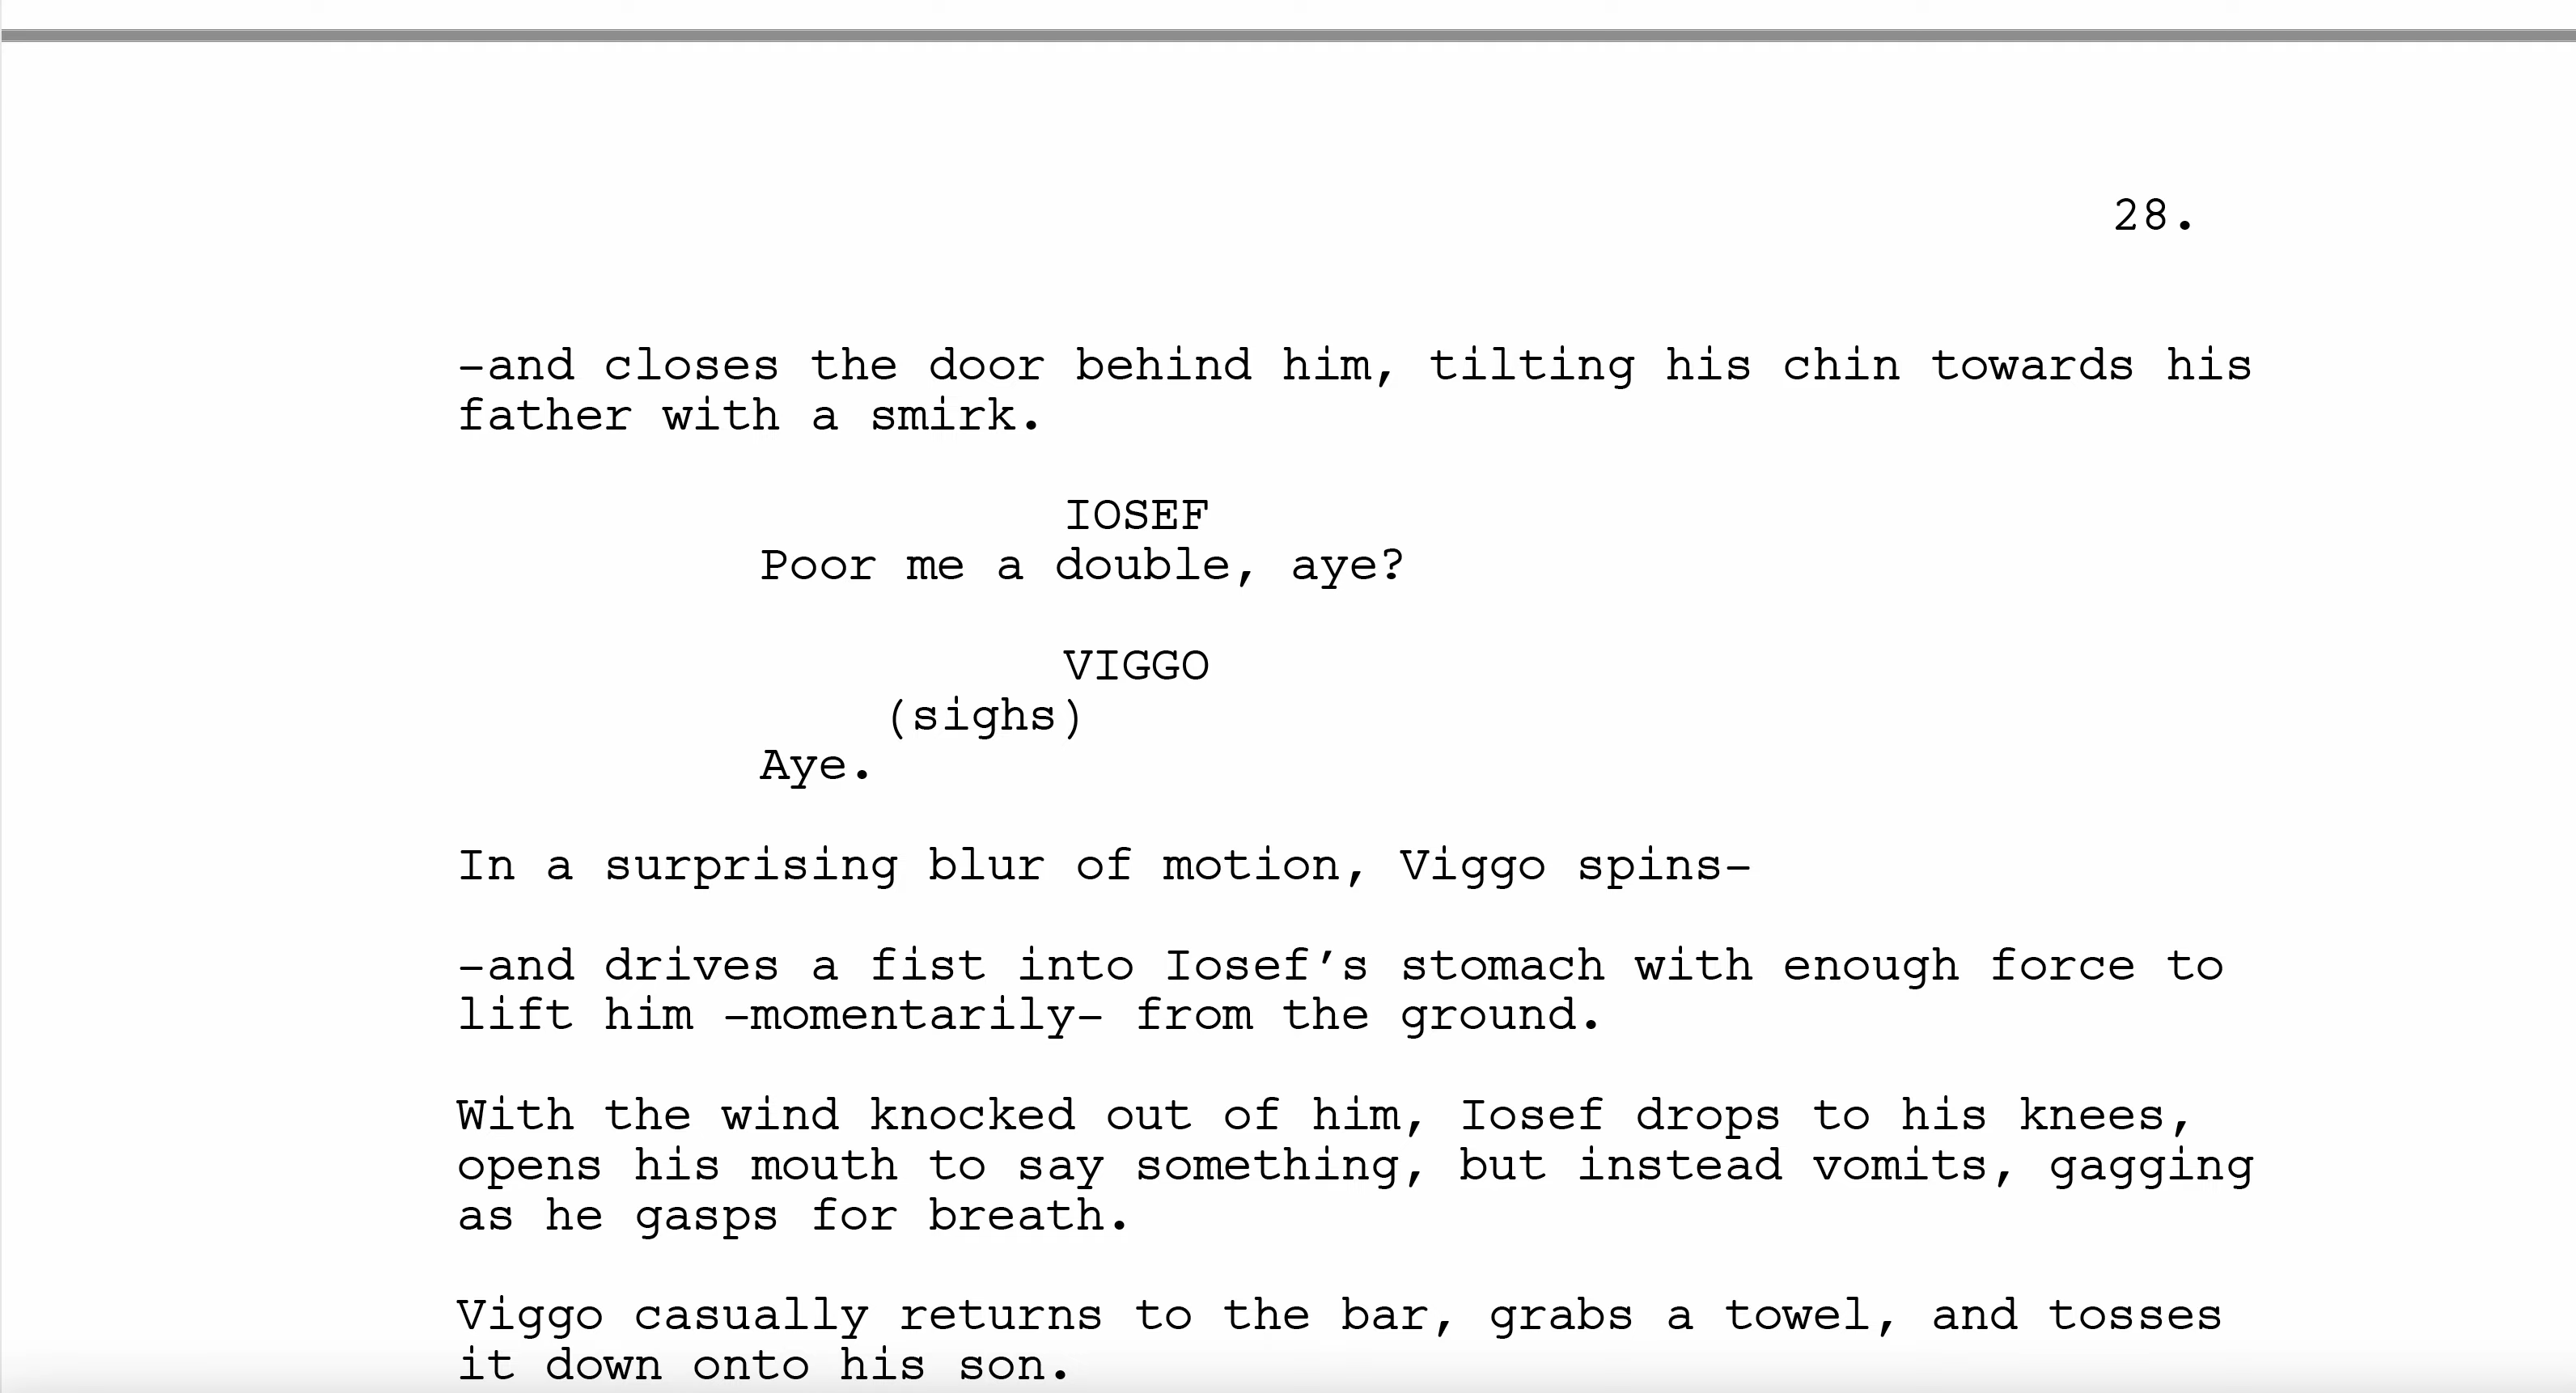 28.
-and closes the door behind him, tilting his chin towards his
father with a smirk.
IOSEF
Poor me a double, aye?
VIGGO
(sighs)
Aye.
In a surprising blur of motion, Viggo spins-
-and drives a fist into Iosef’s stomach with enough force to
lift him -momentarily- from the ground.
With the wind knocked out of him, Iosef drops to his knees,
opens his mouth to say something, but instead vomits, gagging
as he gasps for breath.
Viggo casually returns to the bar, grabs a towel, and tosses
it down onto his son.